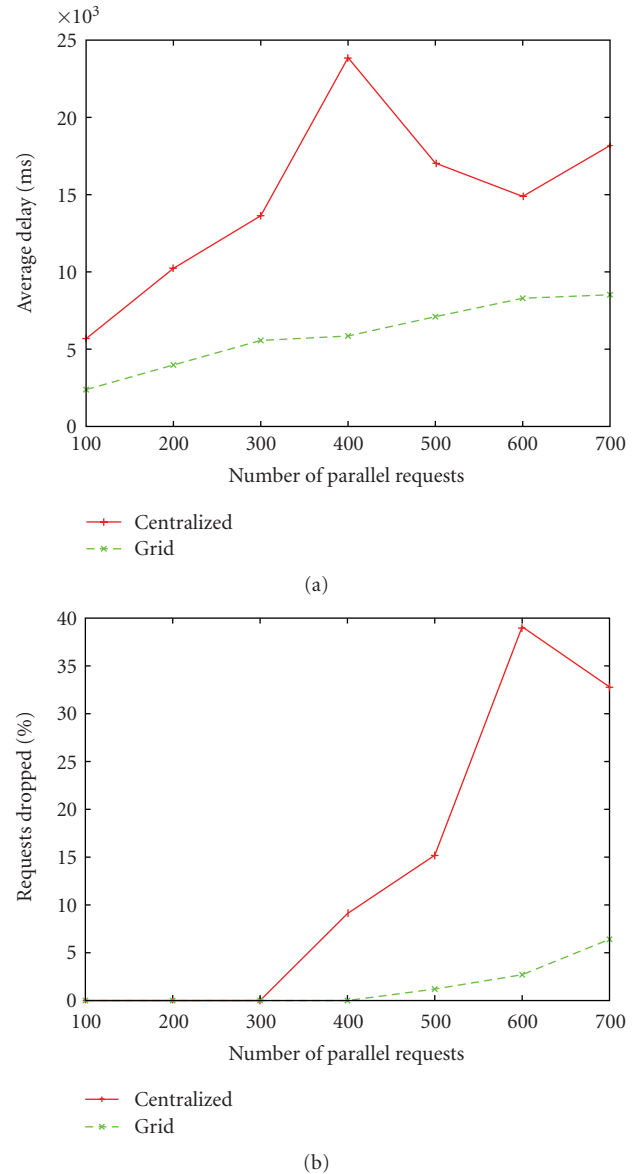 ×10³
25
20
15
10
5
0
Average delay (ms)
100 200 300 400 500 600 700
Number of parallel requests
Centralized
Grid
(a)
40
35
30
25
20
15
10
5
0
Requests dropped (%)
100 200 300 400 500 600 700
Number of parallel requests
Centralized
Grid
(b)